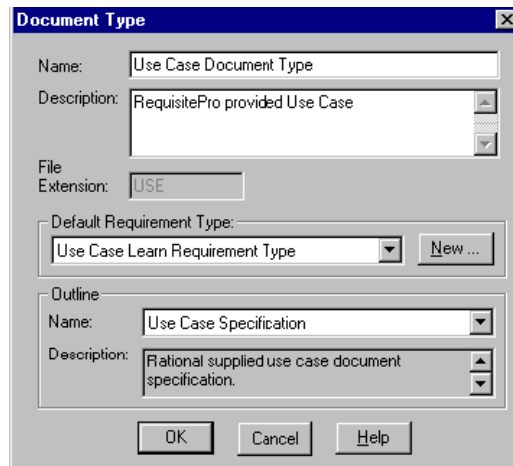 Document Type
Name:
Use Case Document Type
Description:
RequisitePro provided Use Case
File
Extension:
USE
Default Requirement Type:
Use Case Learn Requirement Type
New ...
Outline
Name:
Use Case Specification
Description:
Rational supplied use case document
specification.
OK
Cancel
Help